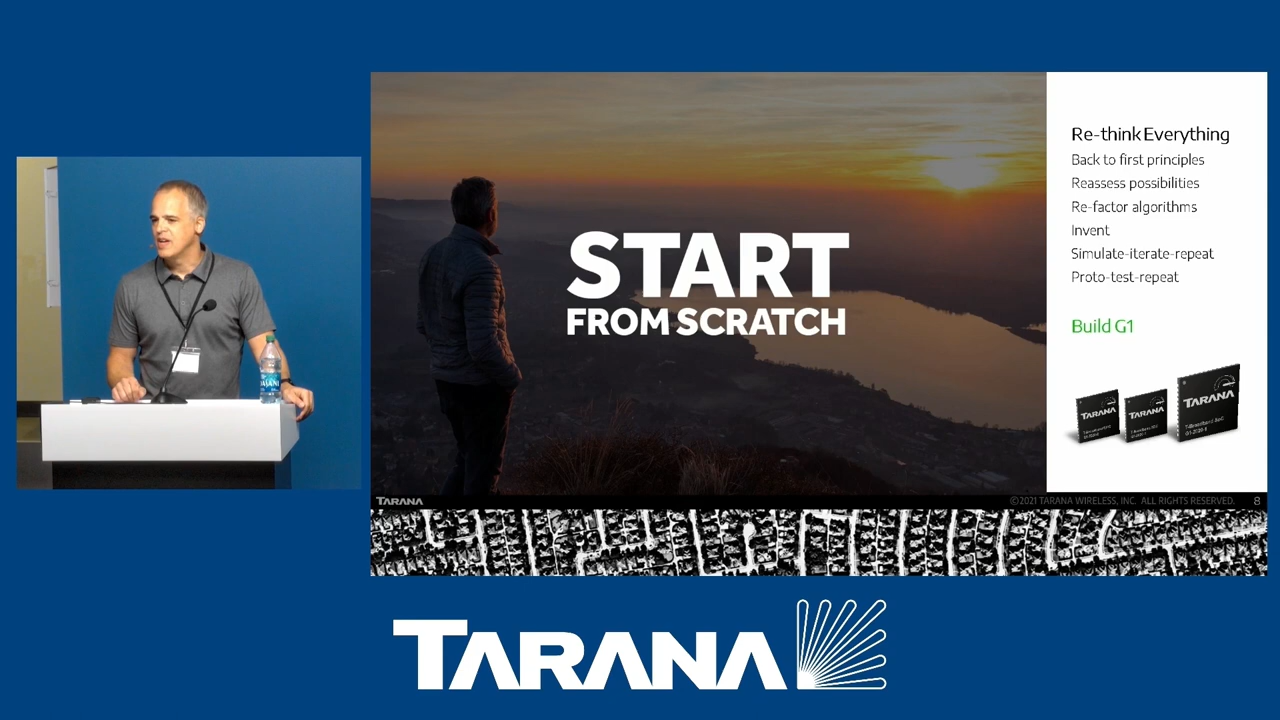 START
FROM SCRATCH
Re-think Everything
Back to first principles
Reassess possibilities
Re-factor algorithms
Invent
Simulate-iterate-repeat
Proto-test-repeat
Build G1
TARANA
TARANA
TARANA
DASANI
TARANA
©2021 TARANA WIRELESS, INC. ALL RIGHTS RESERVED.
8
TARANA